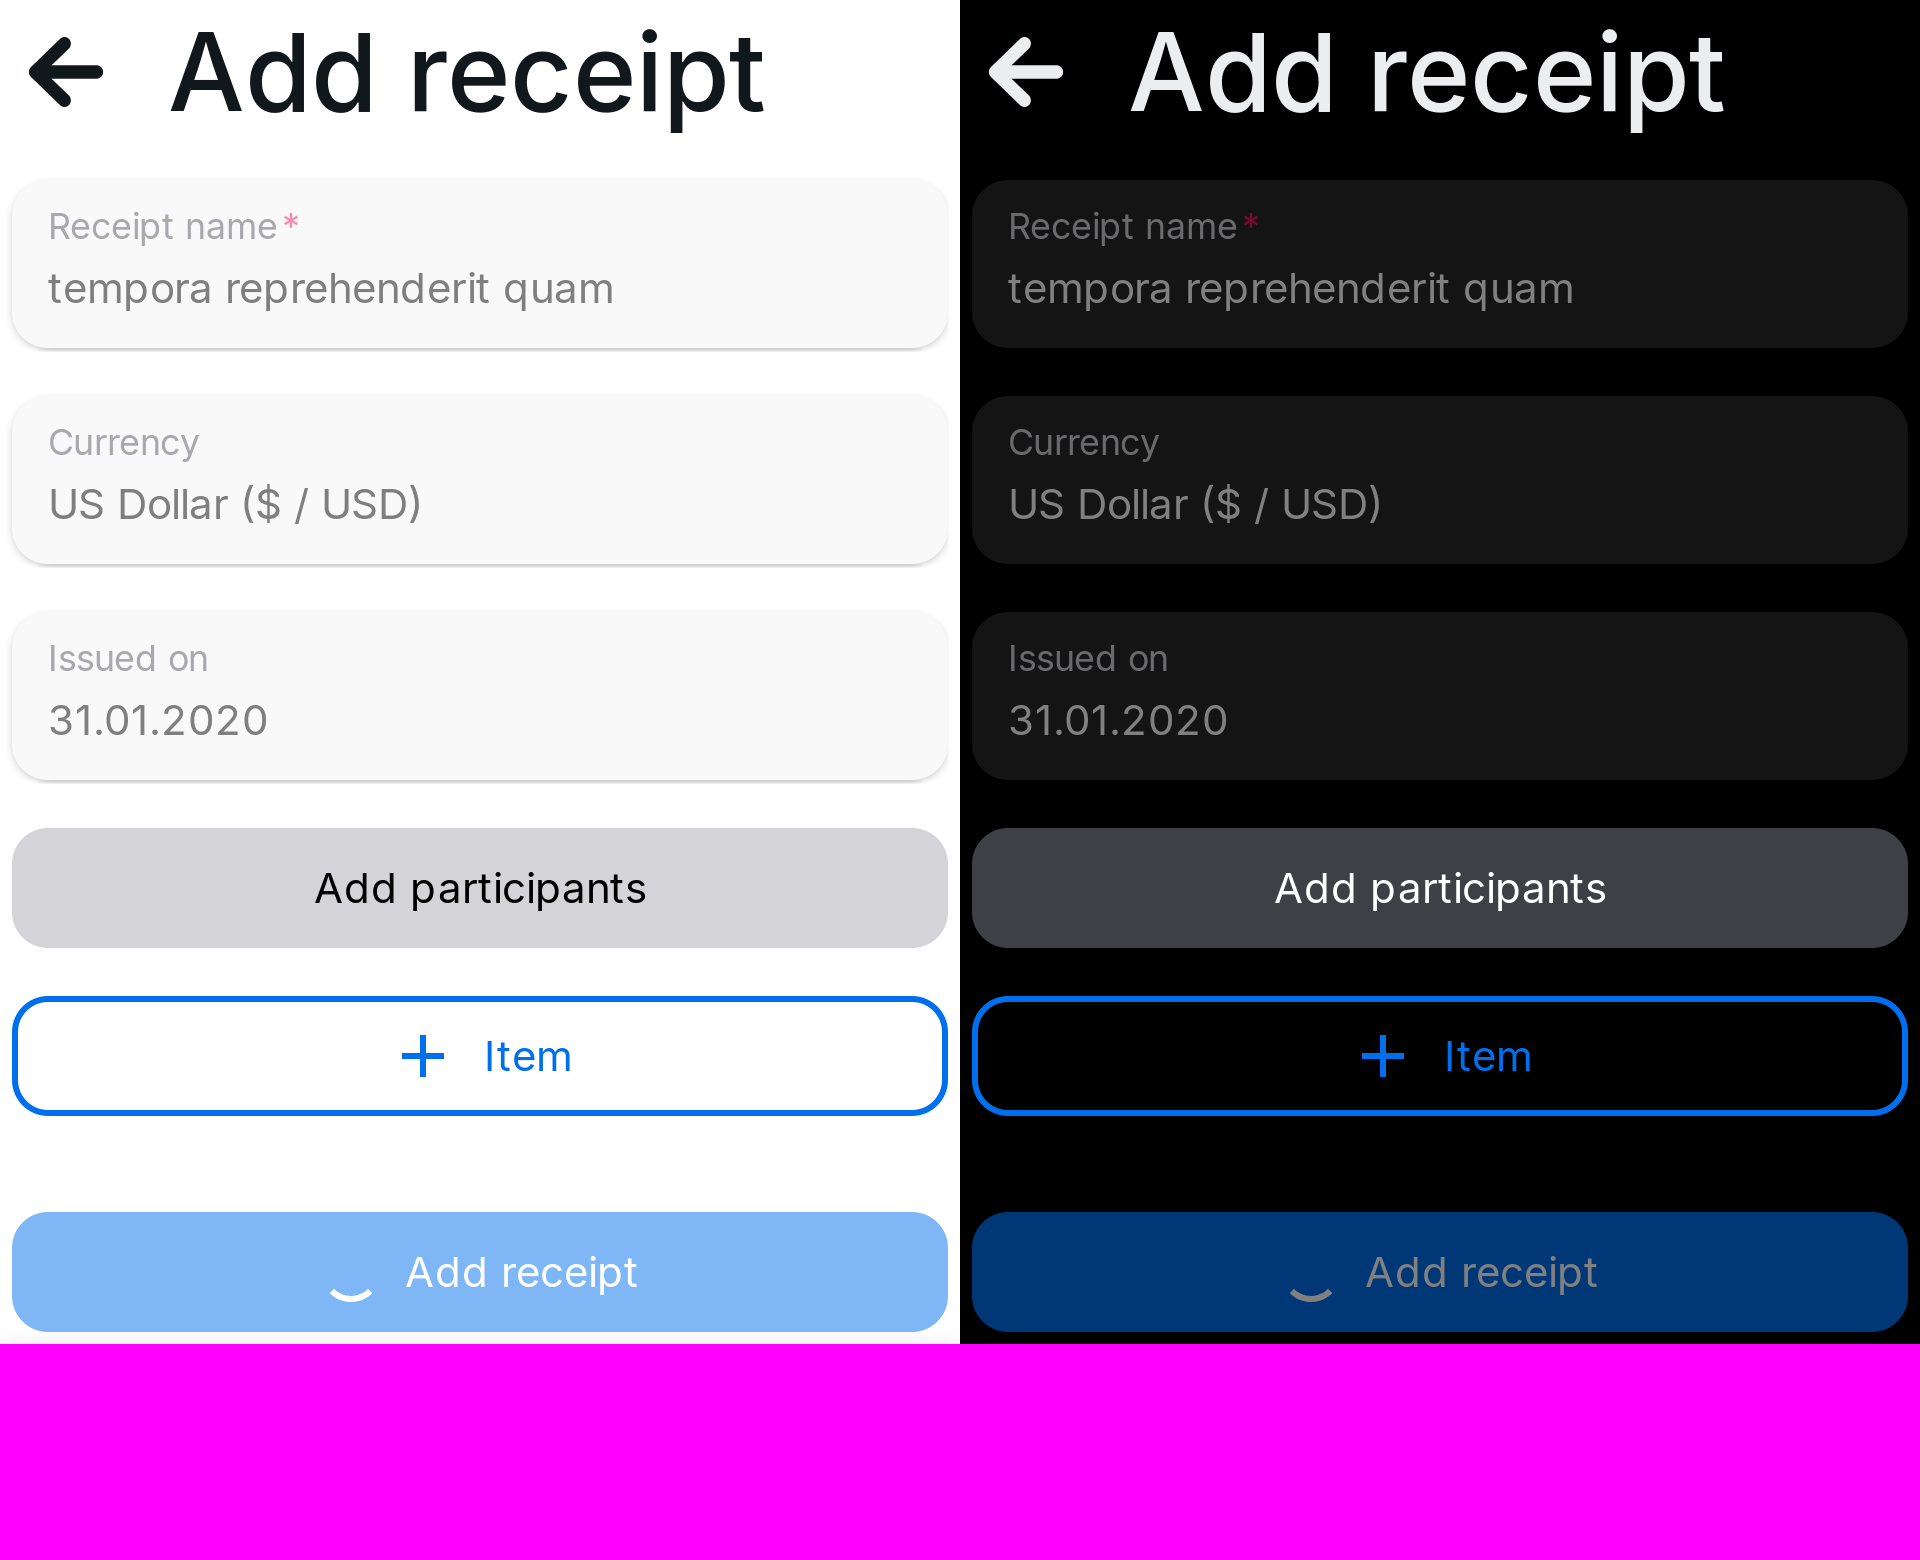 Add receipt
Receipt name*
tempora reprehenderit quam
Currency
US Dollar ($ / USD)
Issued on
31.01.2020
Add participants
Item
Add receipt
Add receipt
Receipt name*
tempora reprehenderit quam
Currency
US Dollar ($ / USD)
Issued on
31.01.2020
Add participants
Item
Add receipt